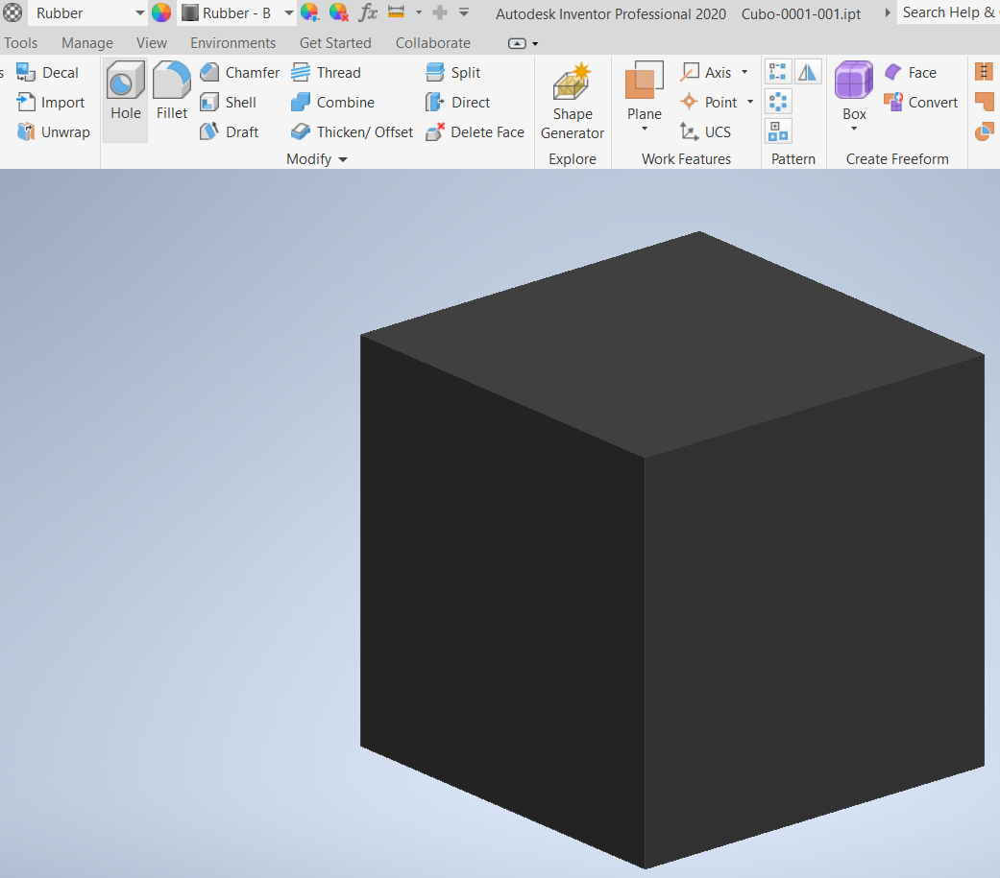 Rubber Rubber - B fx Autodesk Inventor Professional 2020 Cubo-0001-001.ipt Search Help &
Tools Manage View Environments Get Started Collaborate
s Decal Chamfer Thread Split Axis Face
Import Shell Combine Direct Point Convert
Hole Fillet Shape Plane Box
Unwrap Draft Thicken/ Offset Delete Face Generator UCS
Modify Explore Work Features Pattern Create Freeform